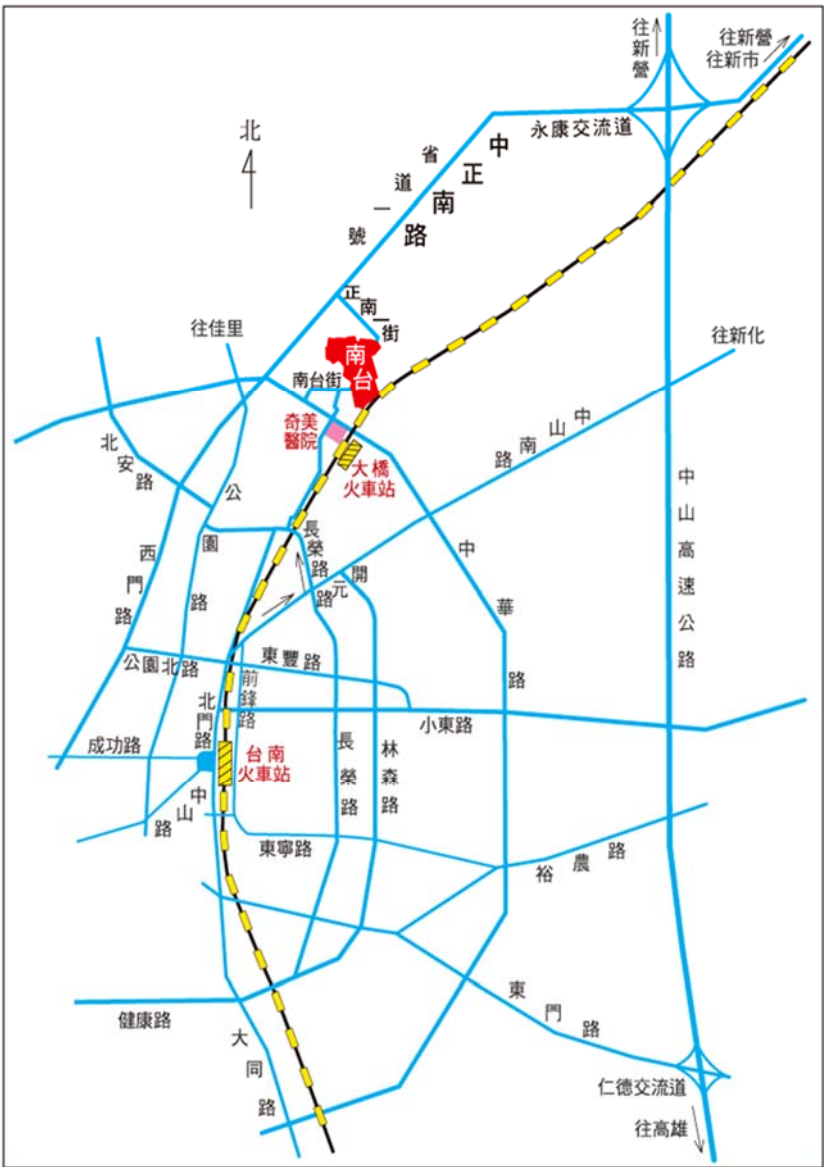 往新營
往新營
往新市
北
永康交流道
中正南路
省道一號
正南一街
往佳里
往新化
南台
南台街
奇美
醫院
大橋
火車站
中山南路
北安路
公園路
中山高速公路
西門路
長榮路
開元路
中華路
公園北路
東豐路
前鋒路
北門路
小東路
成功路
台南
火車站
長榮路
林森路
中山路
東寧路
裕農路
東門路
健康路
大同路
仁德交流道
往高雄